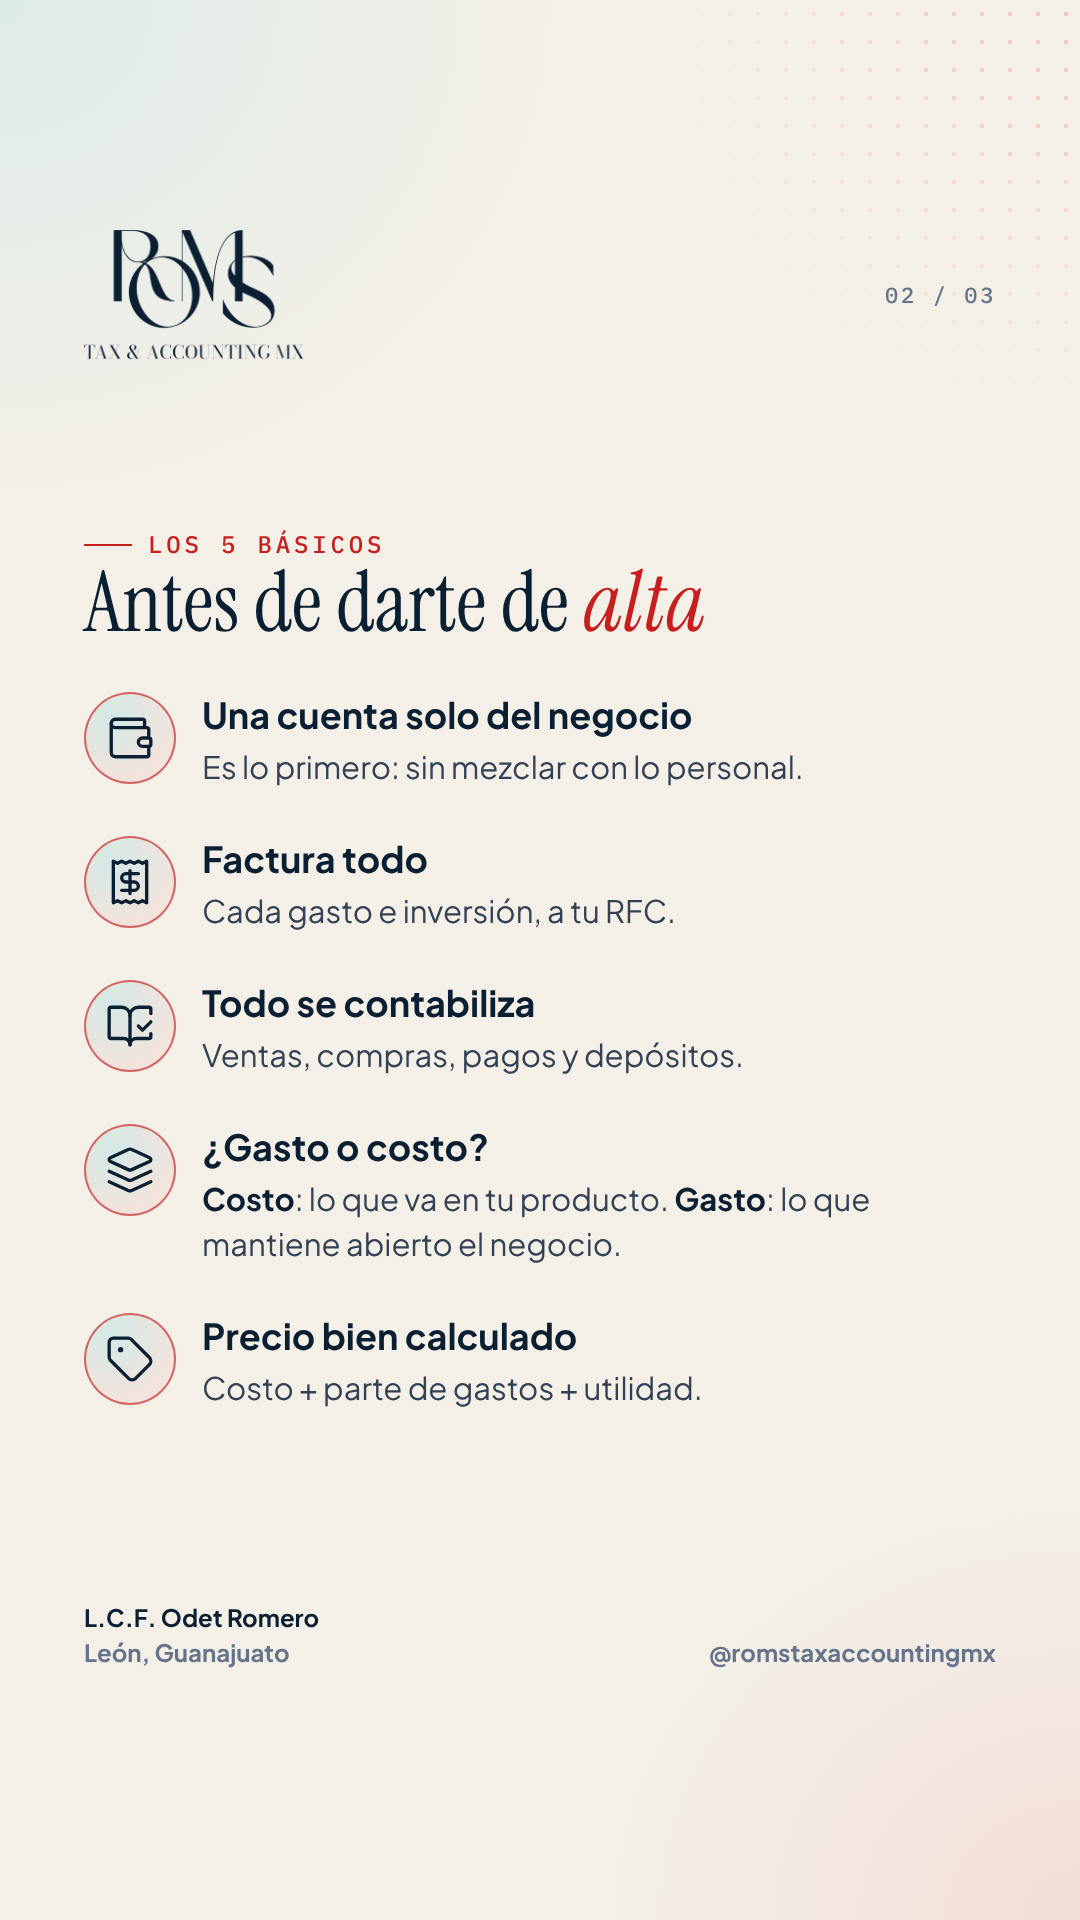 ROMS
TAX & ACCOUNTING MX
02 / 03
LOS 5 BÁSICOS
Antes de darte de alta
Una cuenta solo del negocio
Es lo primero: sin mezclar con lo personal.
Factura todo
Cada gasto e inversión, a tu RFC.
Todo se contabiliza
Ventas, compras, pagos y depósitos.
¿Gasto o costo?
Costo: lo que va en tu producto. Gasto: lo que
mantiene abierto el negocio.
Precio bien calculado
Costo + parte de gastos + utilidad.
L.C.F. Odet Romero
León, Guanajuato
@romstaxaccountingmx